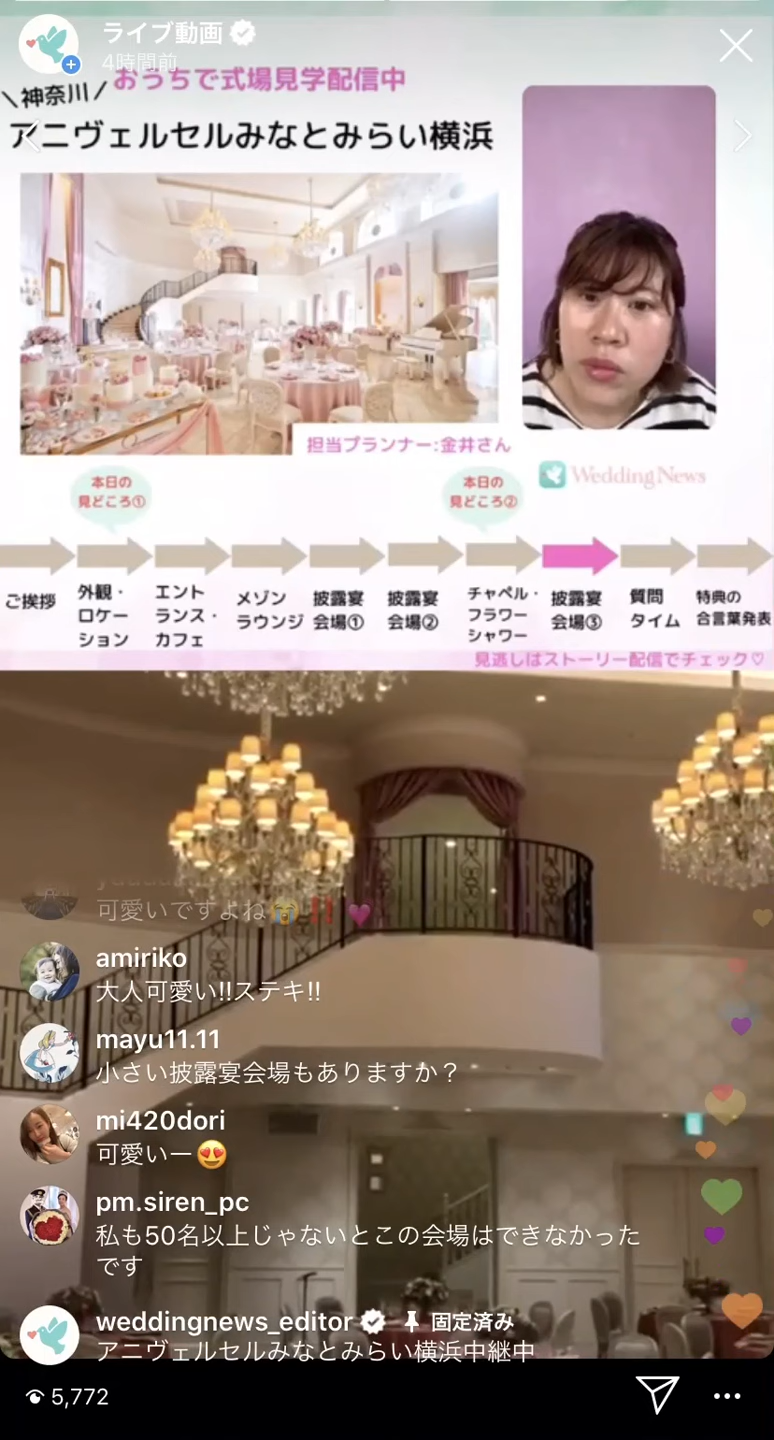 ライブ動画
4時間前
おうちで式場見学配信中
＼神奈川／
アニヴェルセルみなとみらい横浜
担当プランナー:金井さん
WeddingNews
本日の
見どころ①
本日の
見どころ②
ご挨拶
外観・
ロケー
ション
エント
ランス・
カフェ
メゾン
ラウンジ
披露宴
会場①
披露宴
会場②
チャペル・
フラワー
シャワー
披露宴
会場③
質問
タイム
特典の
合言葉発表
見逃しはストーリー配信でチェック♡
可愛いですよね😭‼️💗
amiriko
大人可愛い!!ステキ!!
mayu11.11
小さい披露宴会場もありますか？
mi420dori
可愛いー😍
pm.siren_pc
私も50名以上じゃないとこの会場はできなかった
です
weddingnews_editor 固定済み
アニヴェルセルみなとみらい横浜中継中
5,772